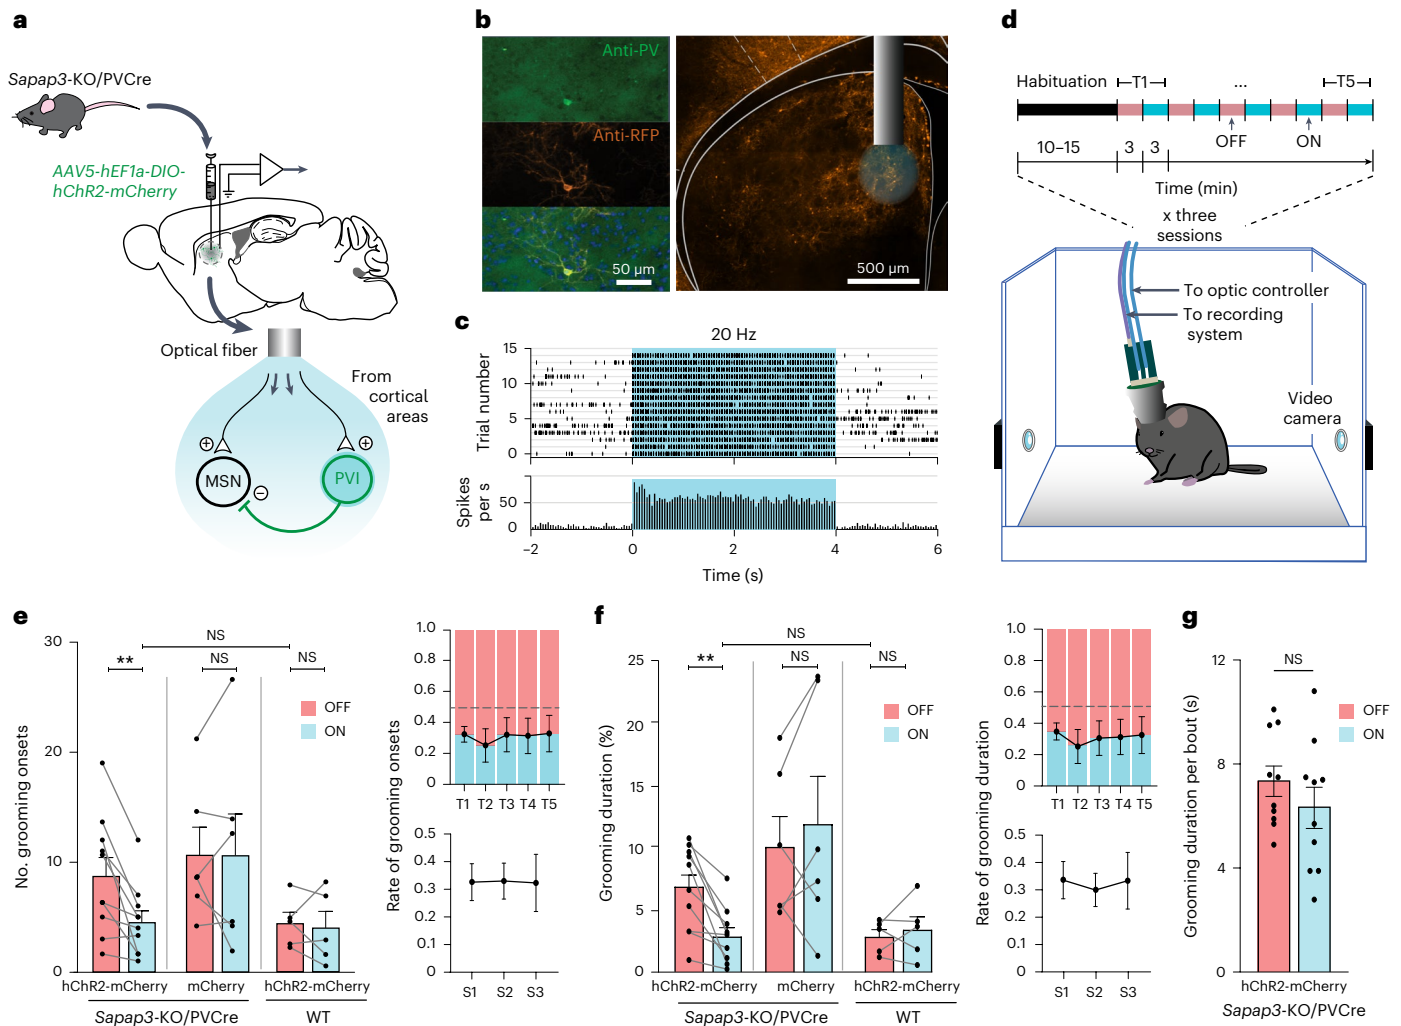 a
Sapap3-KO/PVCre
AAV5-hEF1a-DIO-
hChR2-mCherry
Optical fiber
From
cortical
areas
+
+
MSN
PVI
−
b
Anti-PV
Anti-RFP
50 µm
500 µm
c
20 Hz
Trial number
15
10
5
0
Spikes
per s
50
0
−2
0
2
4
6
Time (s)
d
Habituation
T1
...
T5
OFF
ON
10–15
3
3
Time (min)
x three
sessions
To optic controller
To recording
system
Video
camera
e
No. grooming onsets
30
20
10
0
NS
**
NS
NS
OFF
ON
hChR2-mCherry
mCherry
hChR2-mCherry
Sapap3-KO/PVCre
WT
Rate of grooming onsets
1.0
0.8
0.6
0.4
0.2
0
T1
T2
T3
T4
T5
0.5
0.4
0.3
0.2
0.1
0
S1
S2
S3
f
Grooming duration (%)
25
20
15
10
5
0
NS
**
NS
NS
OFF
ON
hChR2-mCherry
mCherry
hChR2-mCherry
Sapap3-KO/PVCre
WT
Rate of grooming duration
1.0
0.8
0.6
0.4
0.2
0
T1
T2
T3
T4
T5
0.5
0.4
0.3
0.2
0.1
0
S1
S2
S3
g
Grooming duration per bout (s)
12
8
4
0
NS
OFF
ON
hChR2-mCherry
Sapap3-KO/PVCre